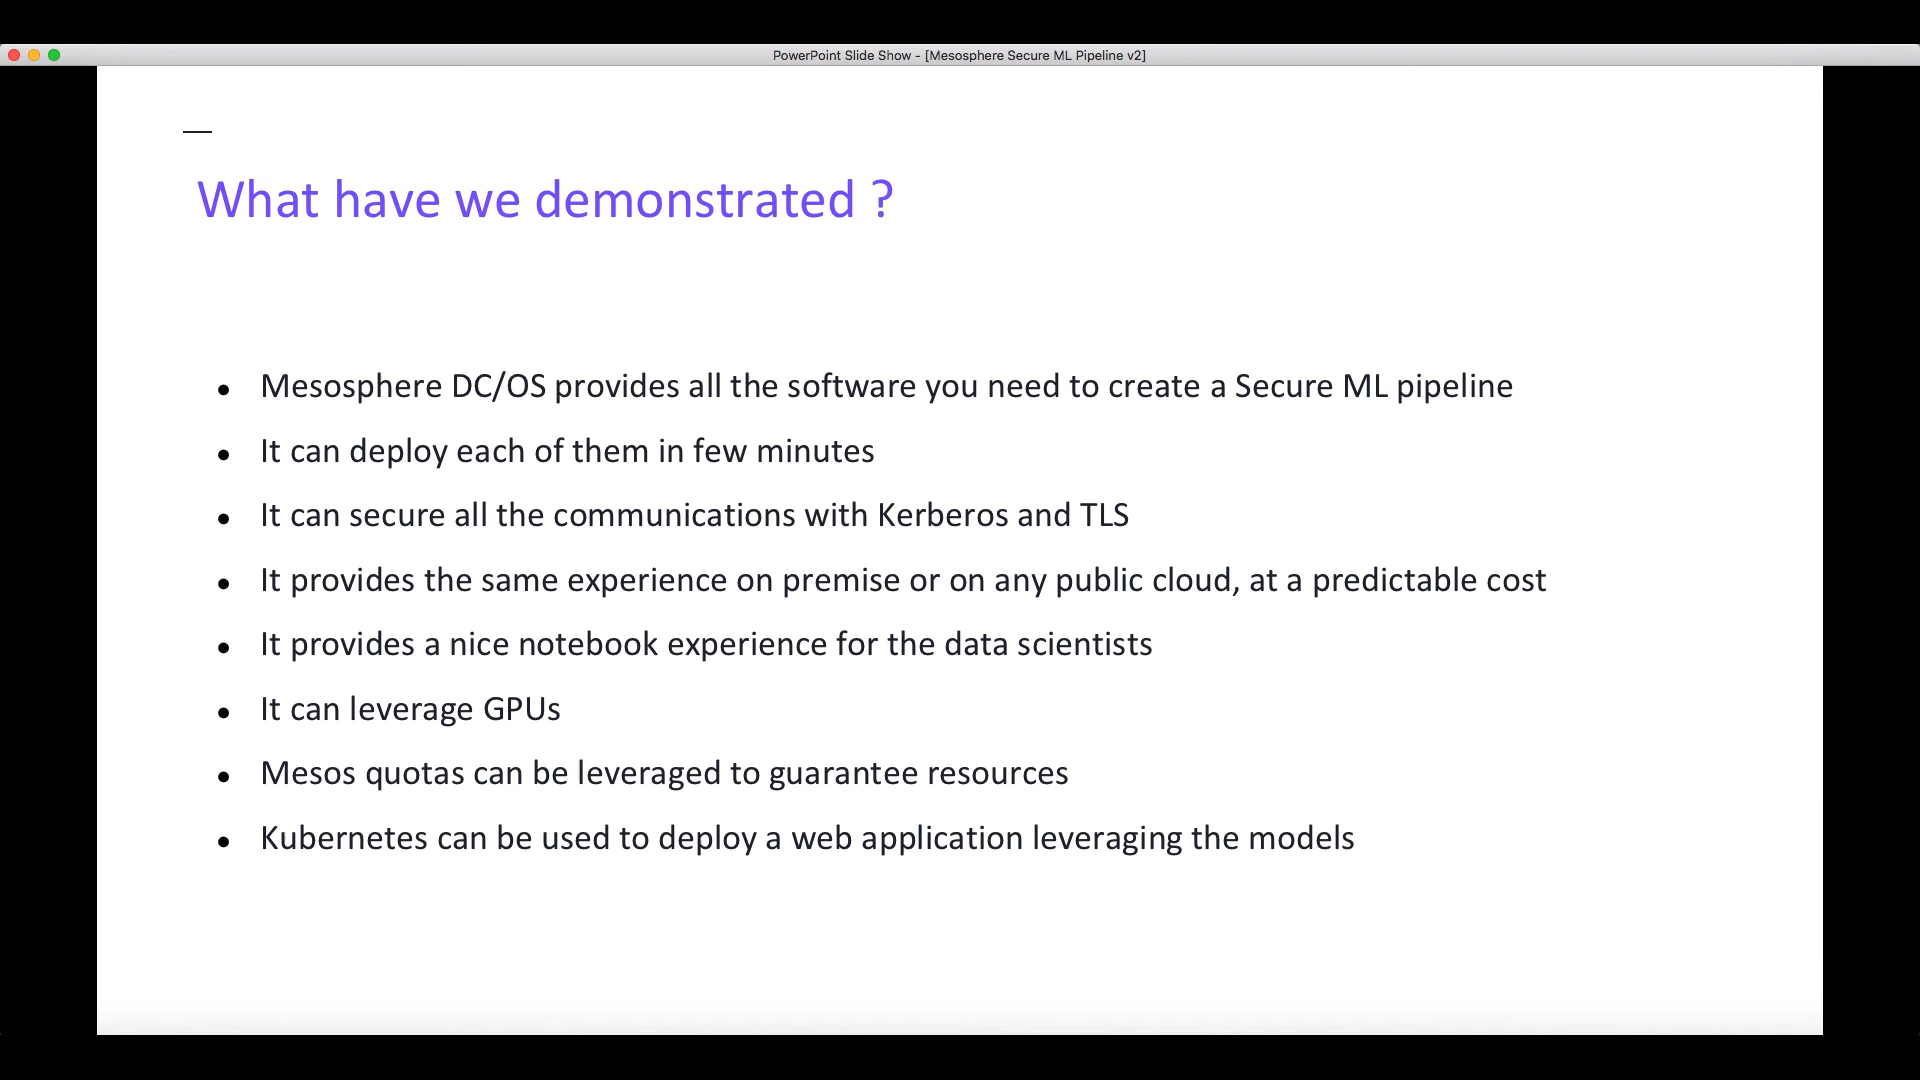 PowerPoint Slide Show - [Mesosphere Secure ML Pipeline v2]
What have we demonstrated ?
● Mesosphere DC/OS provides all the software you need to create a Secure ML pipeline
● It can deploy each of them in few minutes
● It can secure all the communications with Kerberos and TLS
● It provides the same experience on premise or on any public cloud, at a predictable cost
● It provides a nice notebook experience for the data scientists
● It can leverage GPUs
● Mesos quotas can be leveraged to guarantee resources
● Kubernetes can be used to deploy a web application leveraging the models